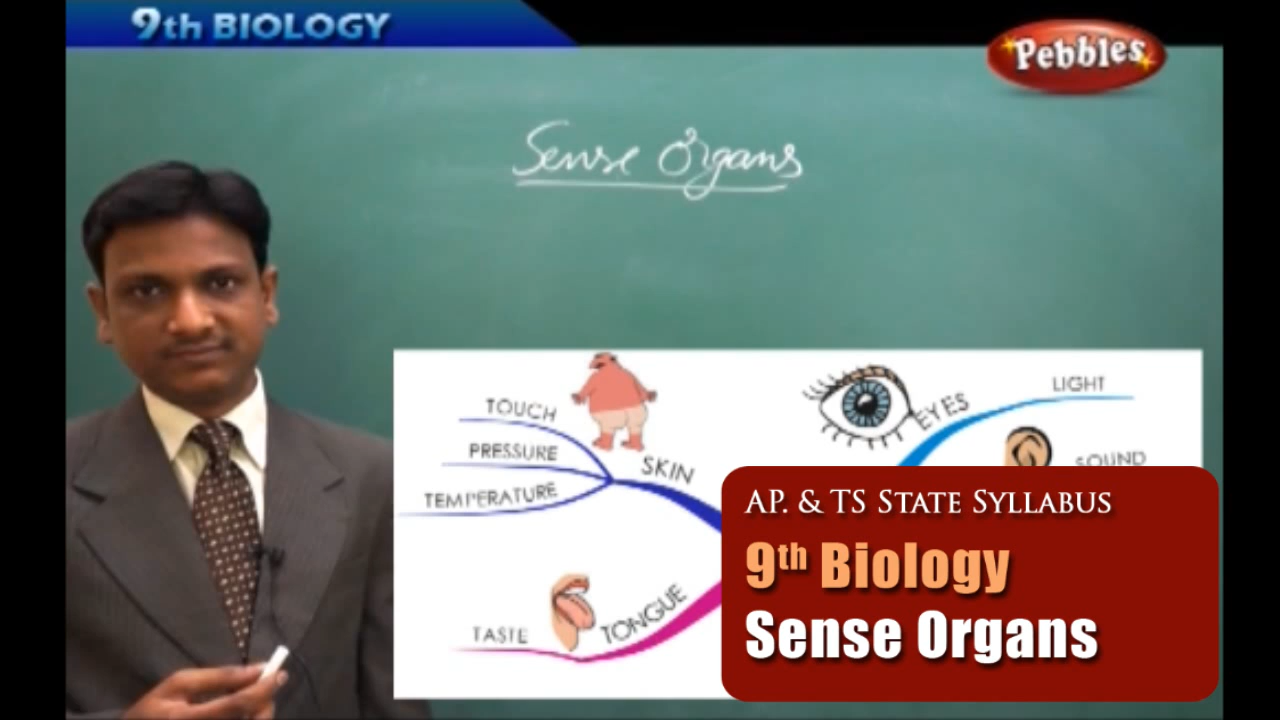 9th BIOLOGY
Pebbles
Sense Organs
TOUCH
PRESSURE
TEMPERATURE
SKIN
EYES
LIGHT
SOUND
TASTE
TONGUE
AP. & TS STATE SYLLABUS
9th Biology
Sense Organs